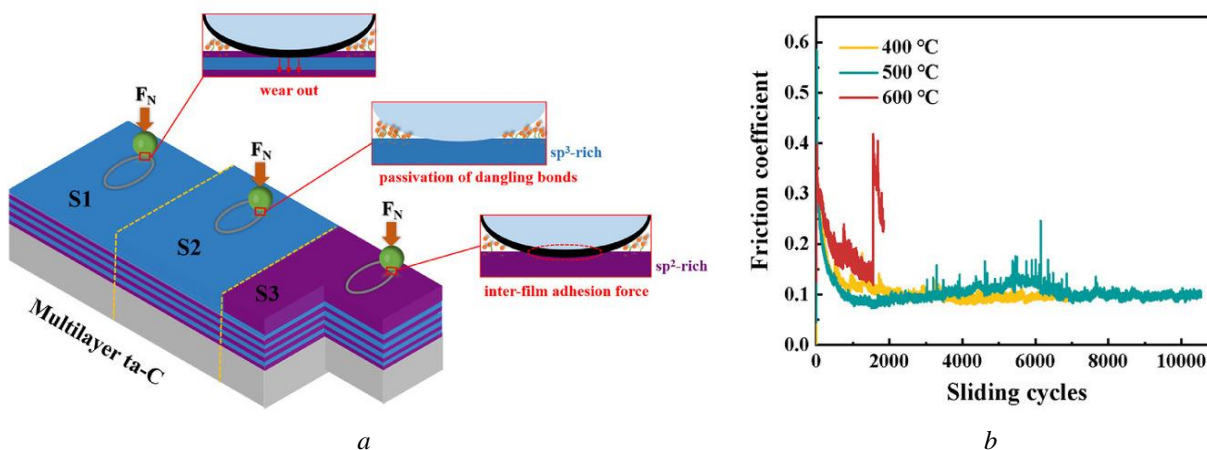 wear out
F_N
F_N
sp³-rich
passivation of dangling bonds
S1
F_N
S2
S3
sp²-rich
inter-film adhesion force
Multilayer ta-C
a
Friction coefficient
0.6
0.5
0.4
0.3
0.2
0.1
0.0
400 °C
500 °C
600 °C
0 2000 4000 6000 8000 10000
Sliding cycles
b